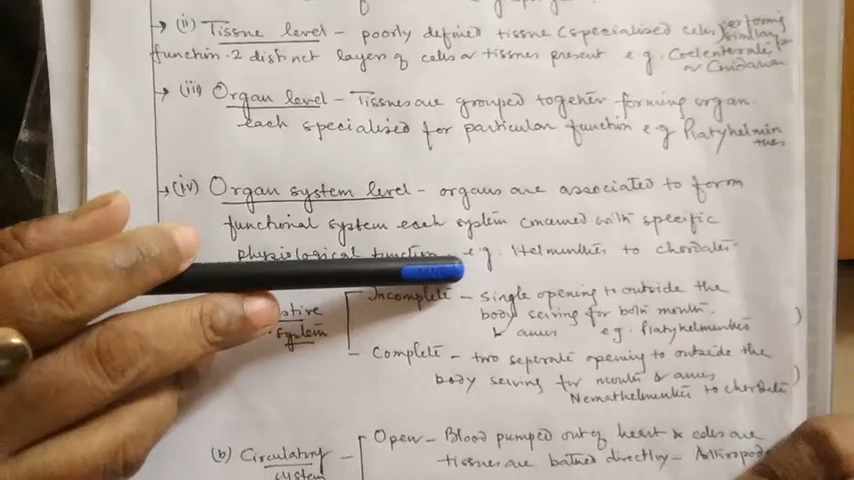 → (ii) Tissue level - poorly defined tissue (specialised cells performing similar
function. 2 distinct layers of cells or tissues present e.g. Coelenterate
or Cnidarian
→ (iii) Organ level - Tissues are grouped together forming organ.
each specialised for particular function e.g Platyhelmin
thes
→ (iv) Organ system level - organs are associated to form
functional system each system concerned with specific
physiological function e.g. Helminthes to chordates
Incomplete - single opening to outside the
body serving for both mouth
& anus e.g. Platyhelminthes )
stive
system
Complete - two seperate opening to outside the
body serving for mouth & anus )
Nemathelminthes to chordates
(b) Circulatory system
Open - Blood pumped out of heart & cells are
tissues are bathed directly - Arthropod